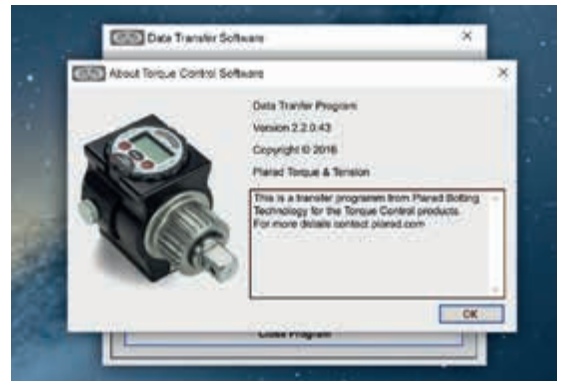 Data Transfer Software
About Torque Control Software
Data Tranfer Program
Version 2.2.0.43
Copyright © 2016
Plarad Torque & Tension
This is a transfer programm from Plarad Bolting
Technology for the Torque Control products.
For more details contact plarad.com
OK
Close Program